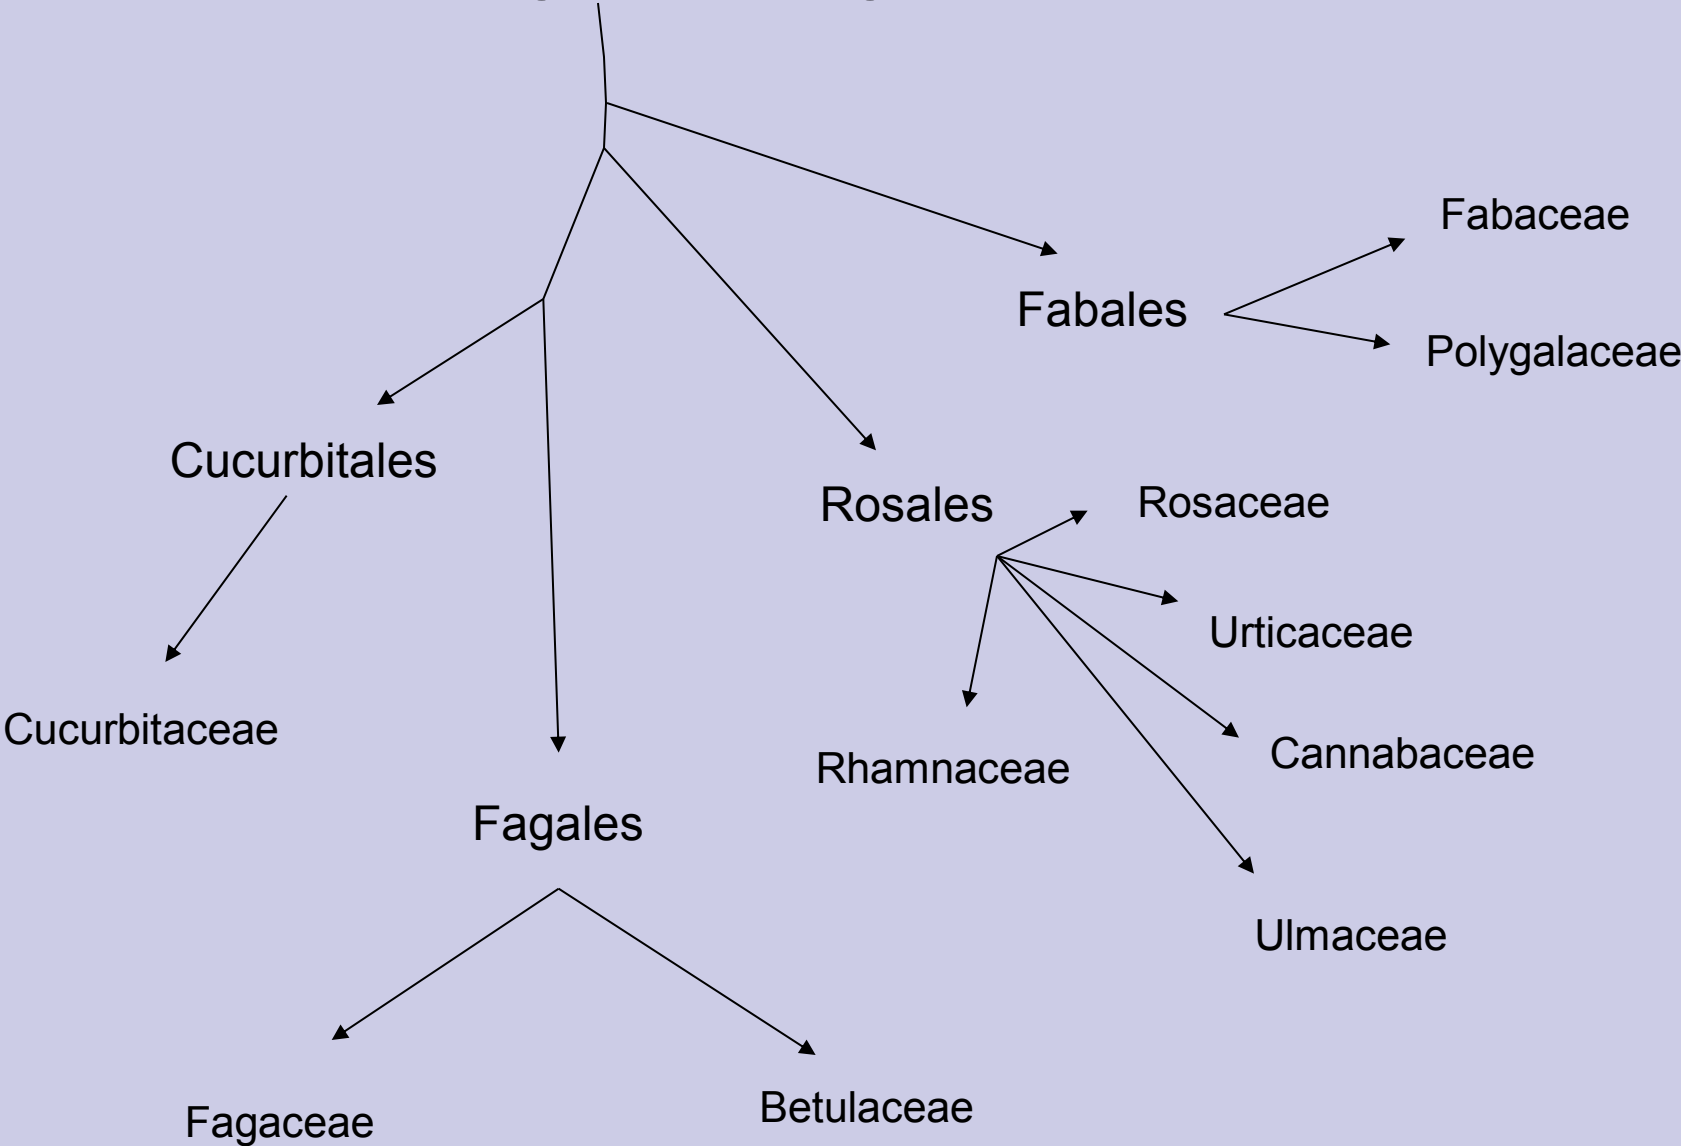 Fabaceae
Fabales
Polygalaceae
Cucurbitales
Rosales
Rosaceae
Urticaceae
Cucurbitaceae
Rhamnaceae
Cannabaceae
Fagales
Ulmaceae
Betulaceae
Fagaceae